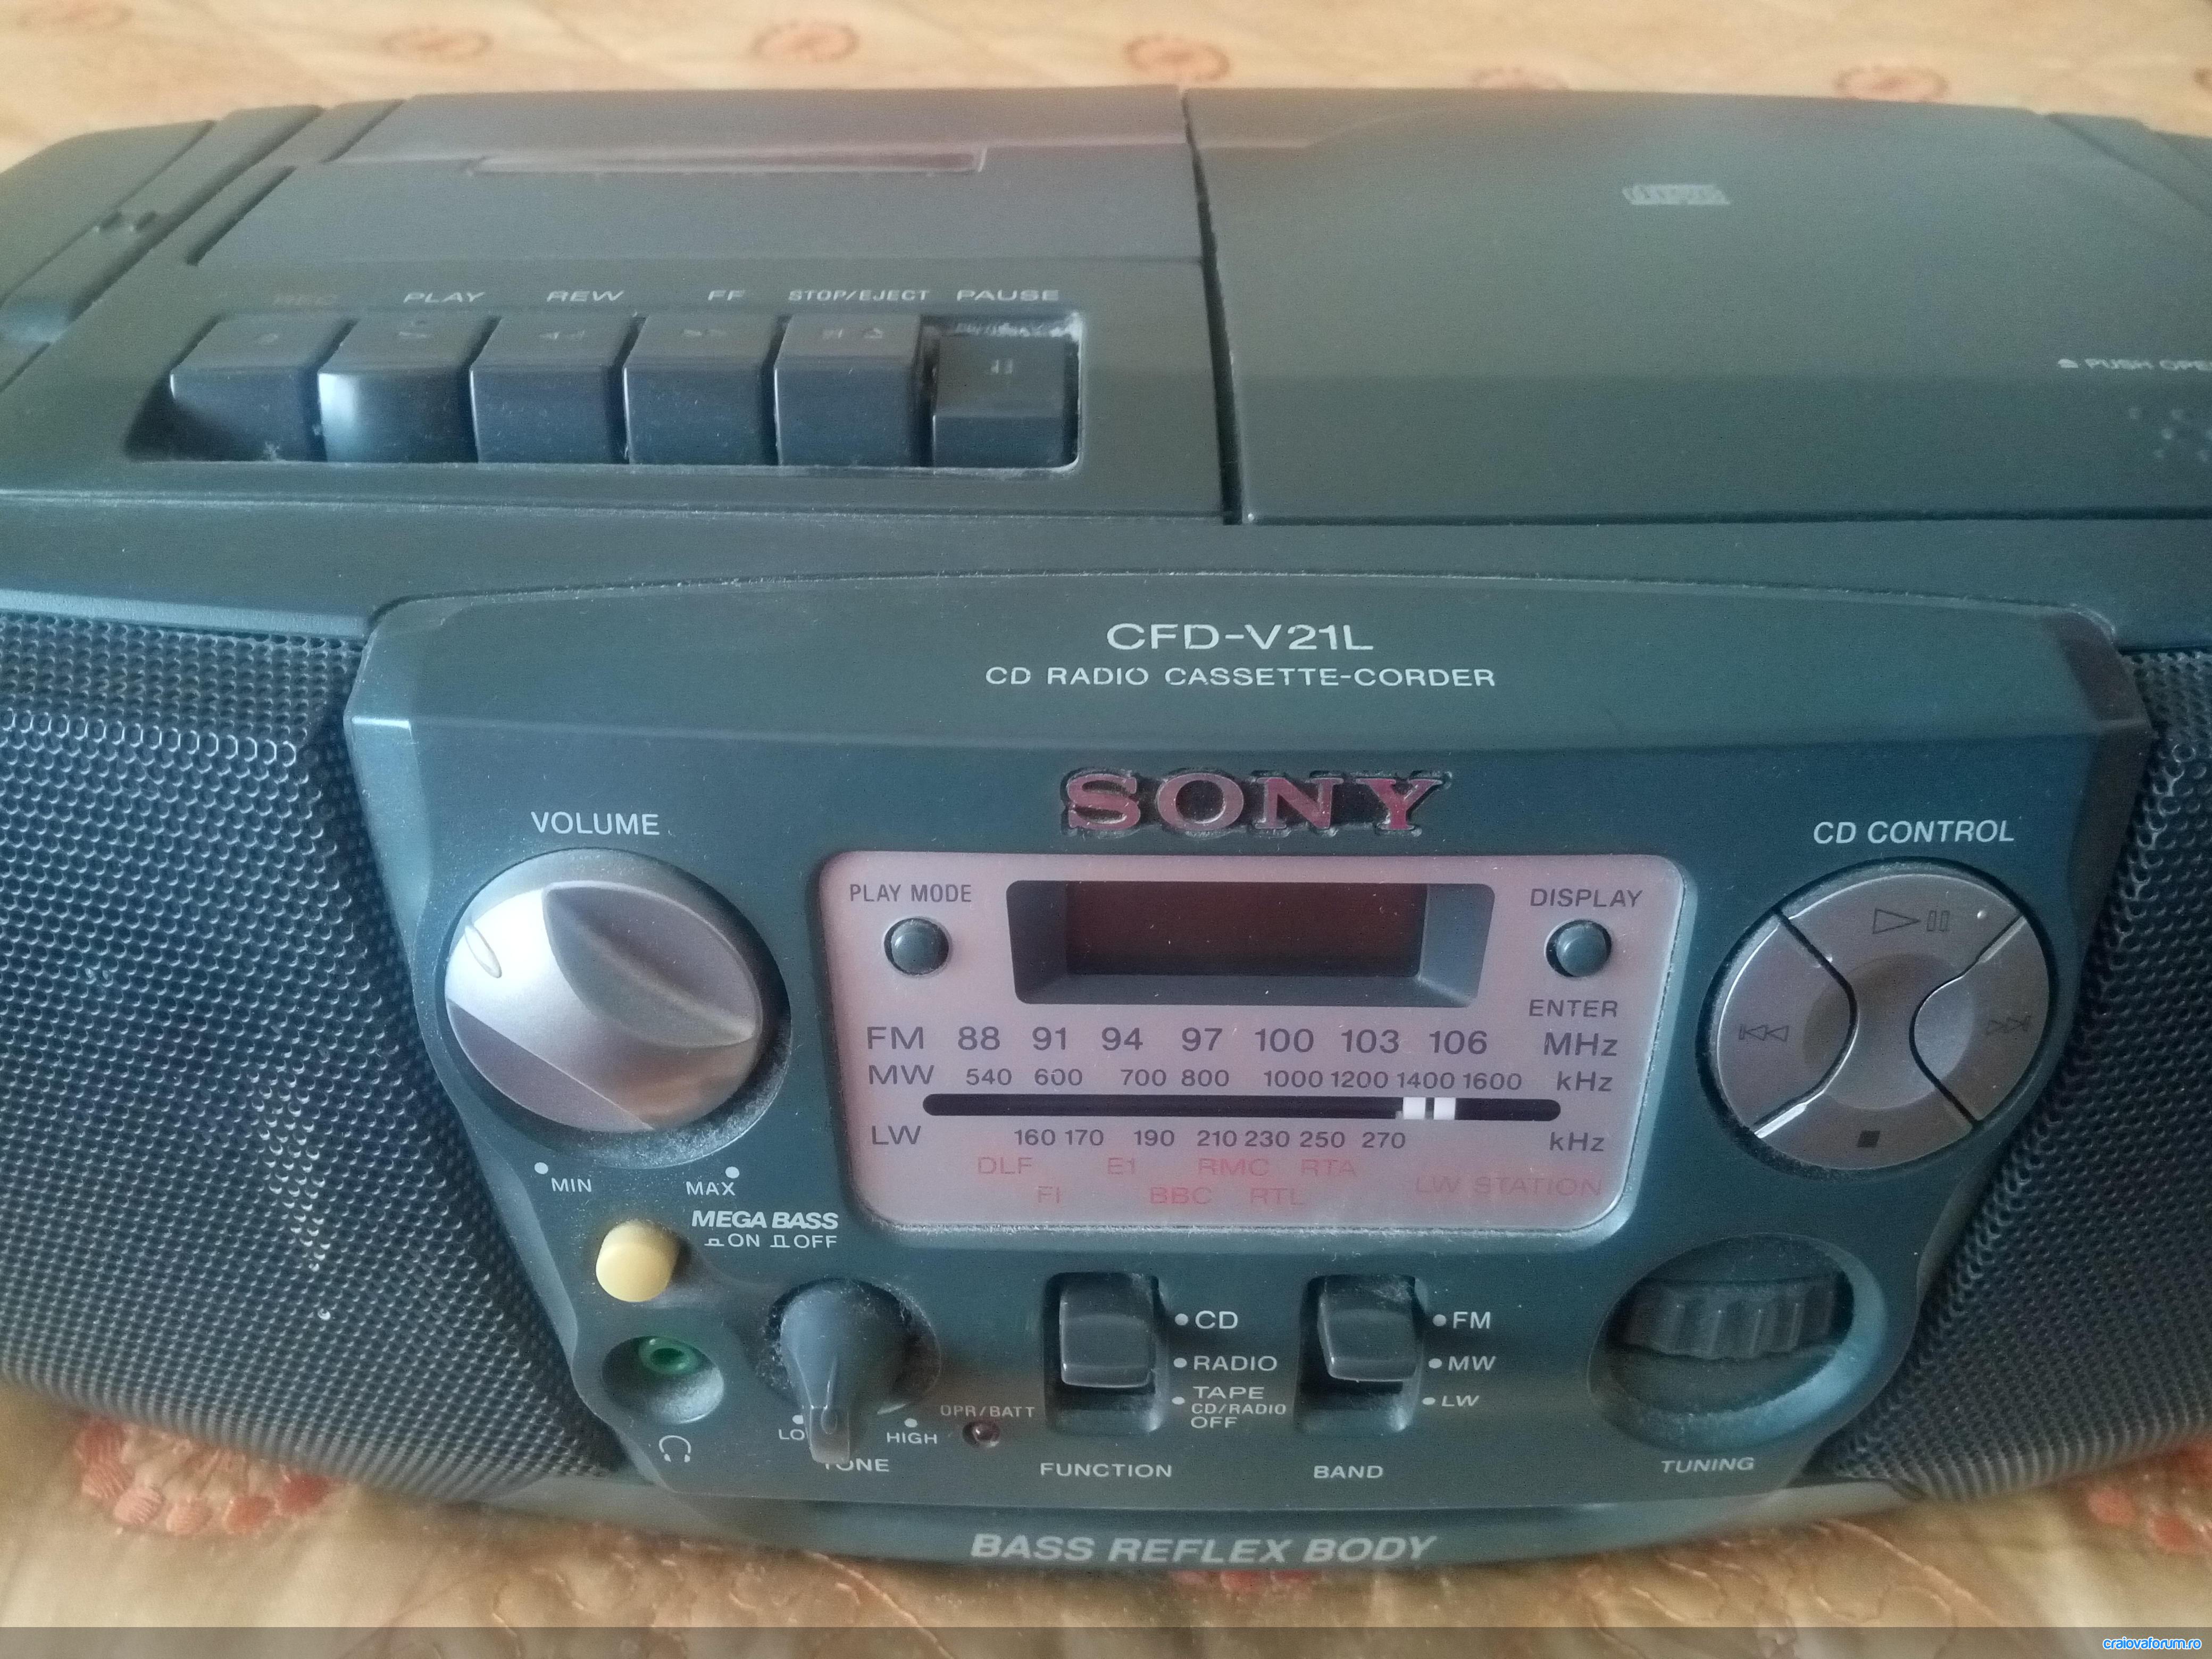 REC PLAY REW FF STOP/EJECT PAUSE
CFD-V21L
CD RADIO CASSETTE-CORDER
SONY
VOLUME
CD CONTROL
PLAY MODE
DISPLAY
ENTER
FM 88 91 94 97 100 103 106 MHz
MW 540 600 700 800 1000 1200 1400 1600 kHz
LW 160 170 190 210 230 250 270 kHz
DLF E1 RMC RTA
FI BBC RTL
LW STATION
MIN MAX
MEGA BASS
ON OFF
CD
RADIO
TAPE
CD/RADIO
OFF
FM
MW
LW
OPR/BATT
HIGH
TONE
FUNCTION
BAND
TUNING
BASS REFLEX BODY
PUSH
craiovaforum.ro